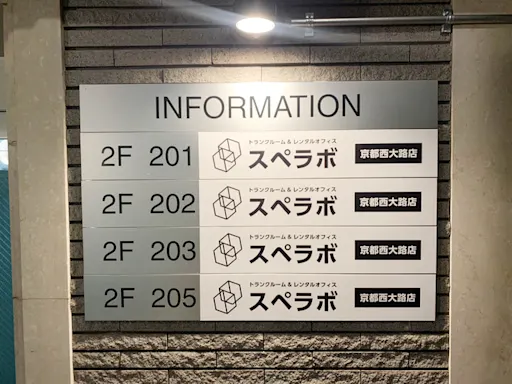 INFORMATION
2F 201 トランクルーム & レンタルオフィス
スペラボ 京都西大路店
2F 202 トランクルーム & レンタルオフィス
スペラボ 京都西大路店
2F 203 トランクルーム & レンタルオフィス
スペラボ 京都西大路店
2F 205 トランクルーム & レンタルオフィス
スペラボ 京都西大路店